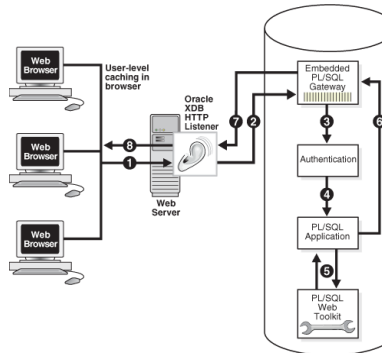 Web
Browser
User-level
caching in
browser
Oracle
XDB
HTTP
Listener
Embedded
PL/SQL
Gateway
7
2
3
6
8
1
Web
Browser
Authentication
Web
Server
4
Web
Browser
PL/SQL
Application
5
PL/SQL
Web
Toolkit